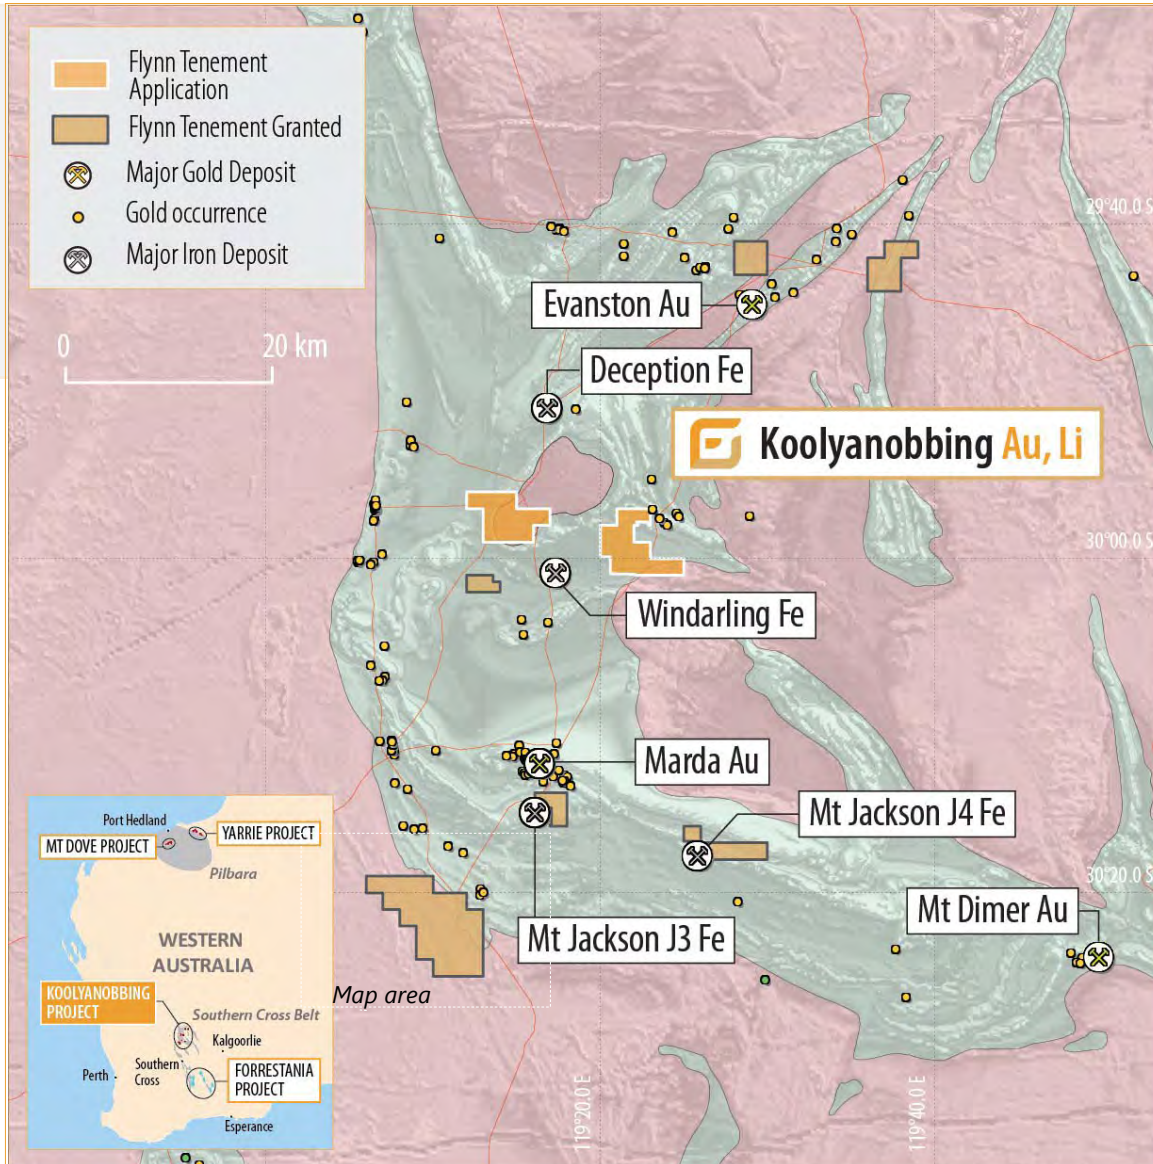 Flynn Tenement
Application
Flynn Tenement Granted
Major Gold Deposit
Gold occurrence
Major Iron Deposit
0 20 km
29°40.0 S
Evanston Au
Deception Fe
Koolyanobbing Au, Li
30°00.0 S
Windarling Fe
Marda Au
Mt Jackson J4 Fe
30°20.0 S
Mt Dimer Au
Mt Jackson J3 Fe
Map area
119°20.0 E
119°40.0 E
Port Hedland
YARRIE PROJECT
MT DOVE PROJECT
Pilbara
WESTERN
AUSTRALIA
KOOLYANOBBING
PROJECT
Southern Cross Belt
Kalgoorlie
Southern
Cross
Perth
FORRESTANIA
PROJECT
Esperance